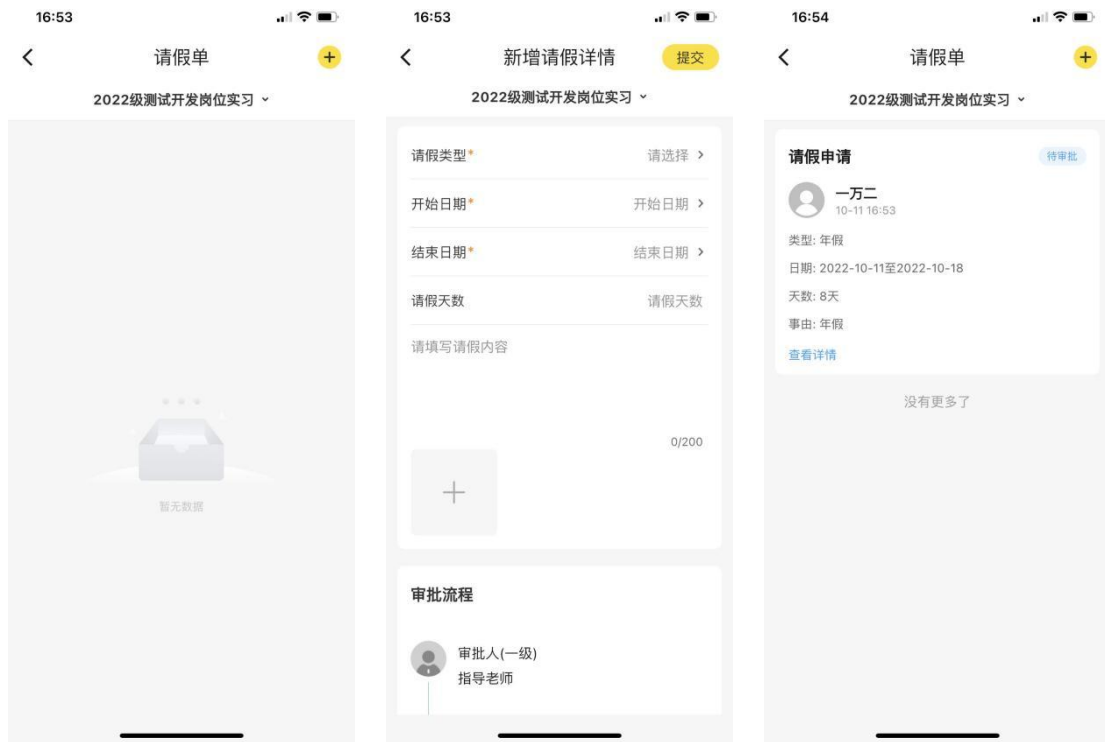 16:53
请假单
2022级测试开发岗位实习
暂无数据
16:53
新增请假详情
提交
2022级测试开发岗位实习
请假类型* 请选择
开始日期* 开始日期
结束日期* 结束日期
请假天数 请假天数
请填写请假内容
0/200
审批流程
审批人(一级)
指导老师
16:54
请假单
2022级测试开发岗位实习
请假申请 待审批
一万二
10-11 16:53
类型: 年假
日期: 2022-10-11至2022-10-18
天数: 8天
事由: 年假
查看详情
没有更多了